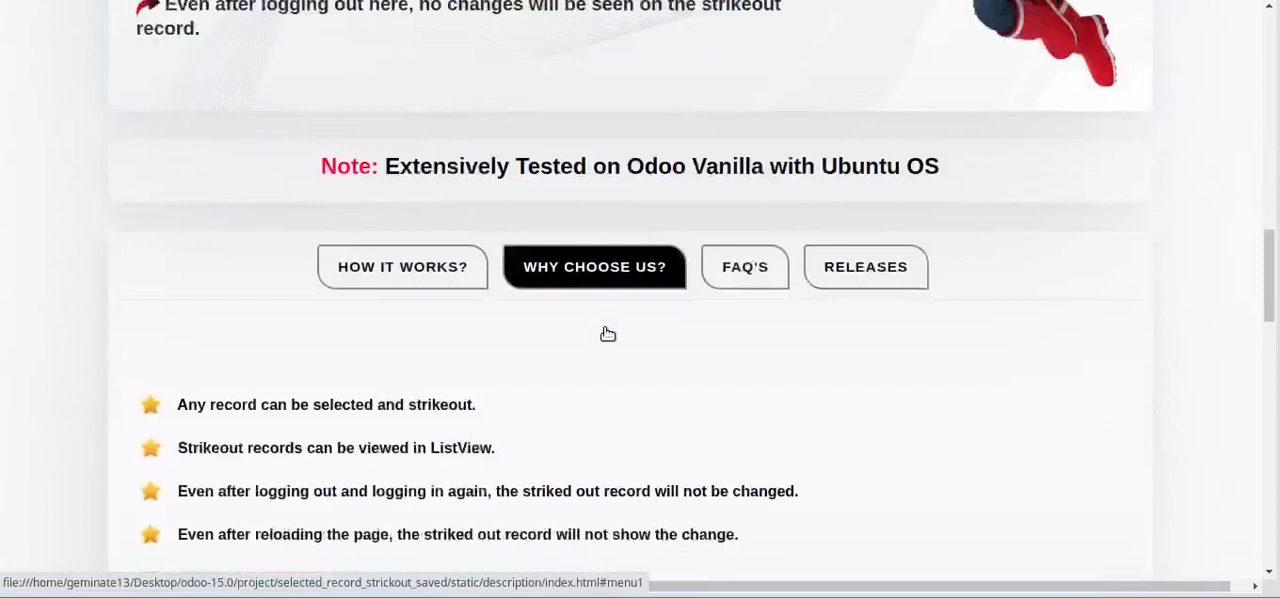 Even after logging out here, no changes will be seen on the strikeout
record.
Note: Extensively Tested on Odoo Vanilla with Ubuntu OS
HOW IT WORKS? WHY CHOOSE US? FAQ'S RELEASES
Any record can be selected and strikeout.
Strikeout records can be viewed in ListView.
Even after logging out and logging in again, the striked out record will not be changed.
Even after reloading the page, the striked out record will not show the change.
file:///home/geminate13/Desktop/odoo-15.0/project/selected_record_strickout_saved/static/description/index.html#menu1